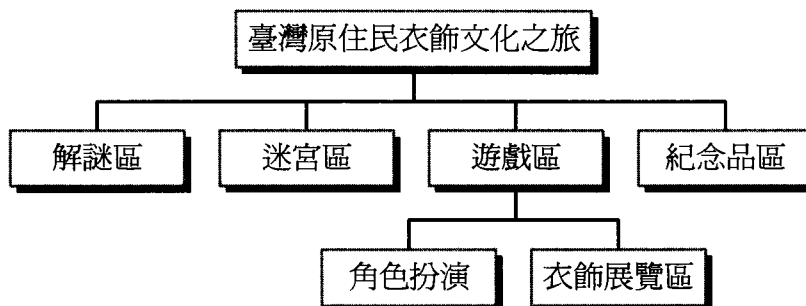 臺灣原住民衣飾文化之旅
解謎區
迷宮區
遊戲區
紀念品區
角色扮演
衣飾展覽區